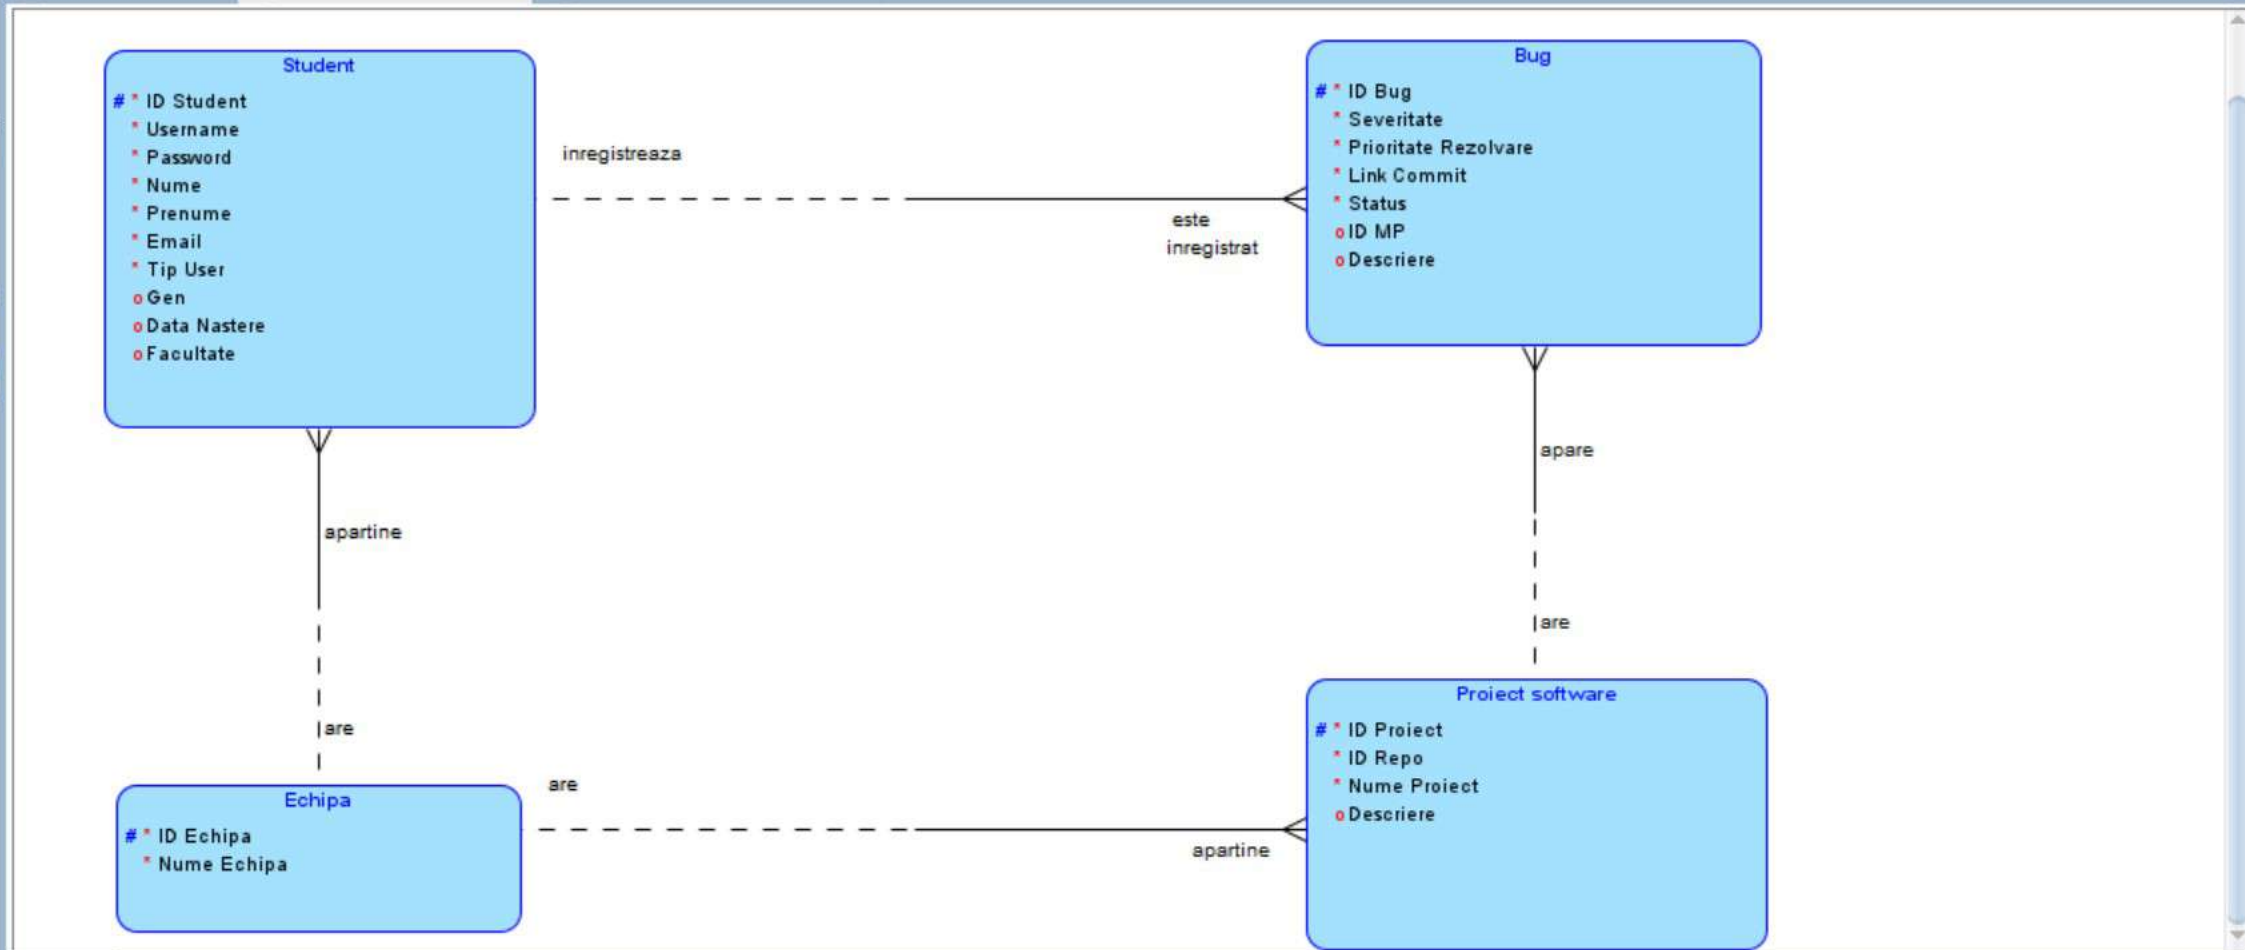 Student
# * ID Student
* Username
* Password
* Nume
* Prenume
* Email
* Tip User
o Gen
o Data Nastere
o Facultate
inregistreaza
este
inregistrat
Bug
# * ID Bug
* Severitate
* Prioritate Rezolvare
* Link Commit
* Status
o ID MP
o Descriere
apartine
are
apare
are
Echipa
# * ID Echipa
* Nume Echipa
are
apartine
Proiect software
# * ID Proiect
* ID Repo
* Nume Proiect
o Descriere